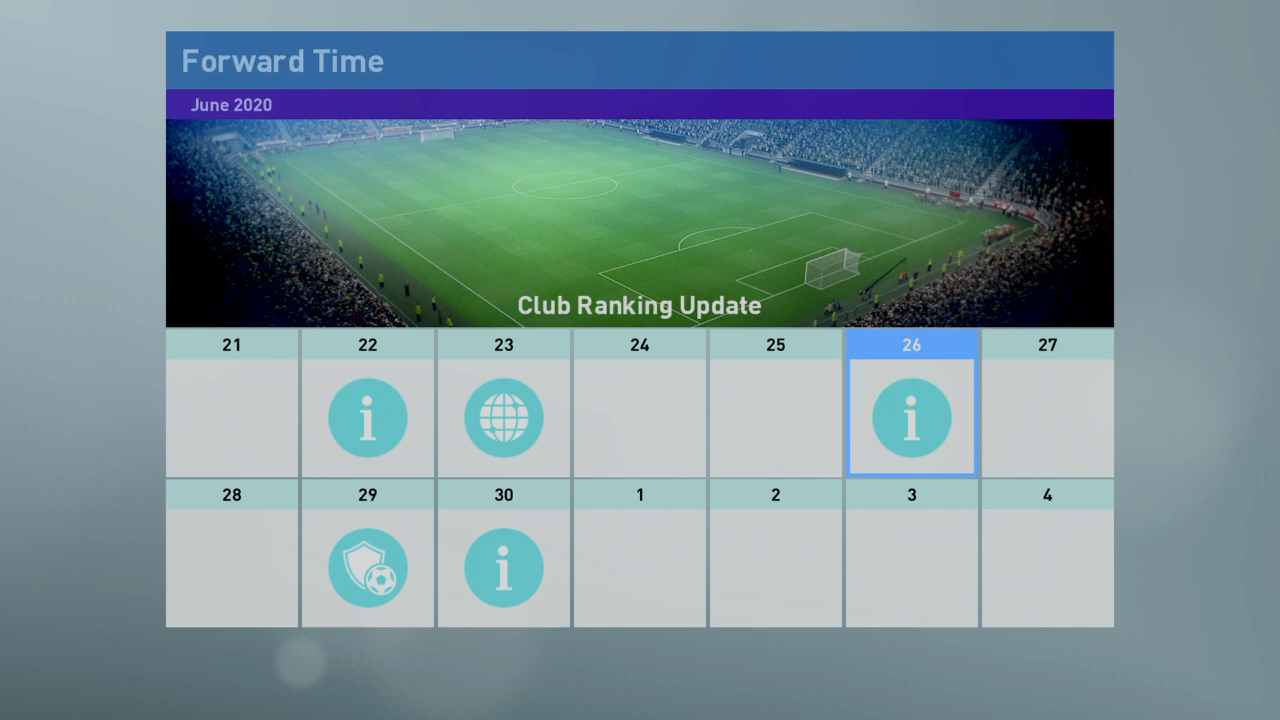 Forward Time
June 2020
Club Ranking Update
21 22 23 24 25 26 27
i i
28 29 30 1 2 3 4
i